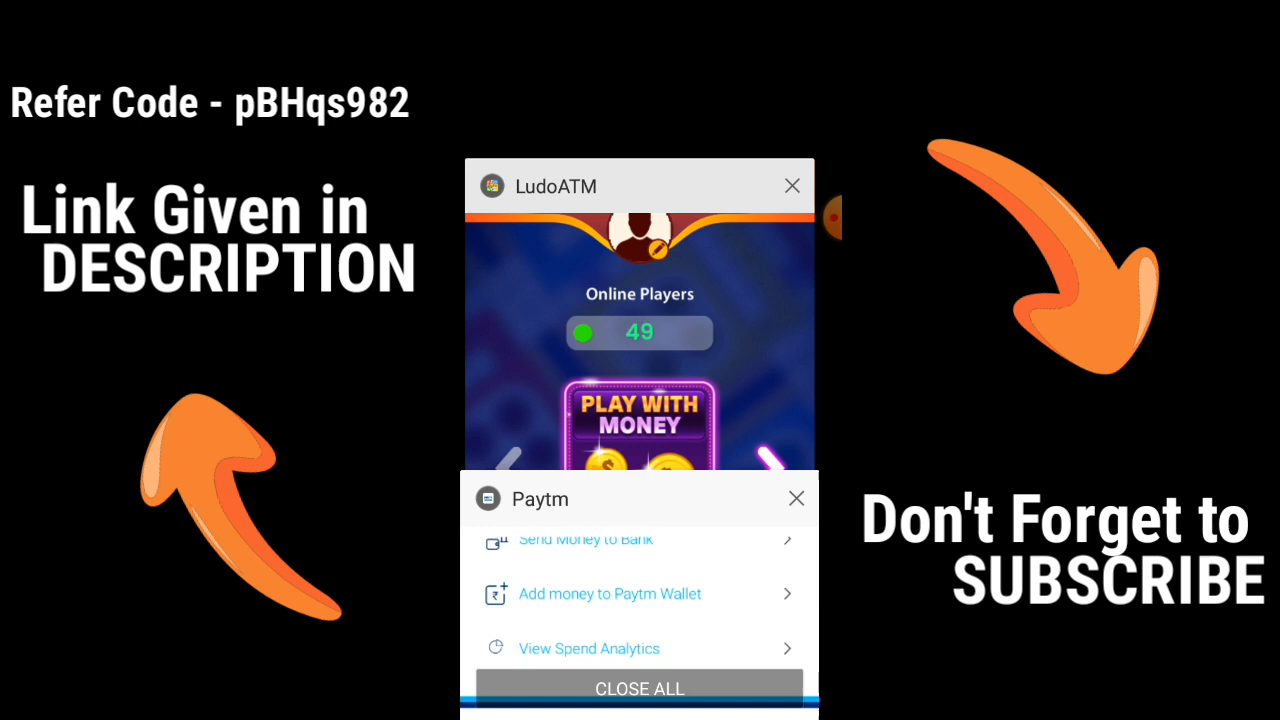 Refer Code - pBHqs982
Link Given in
DESCRIPTION
LudoATM
Online Players
49
PLAY WITH
MONEY
Paytm
Send Money to Bank
Add money to Paytm Wallet
View Spend Analytics
CLOSE ALL
Don't Forget to
SUBSCRIBE